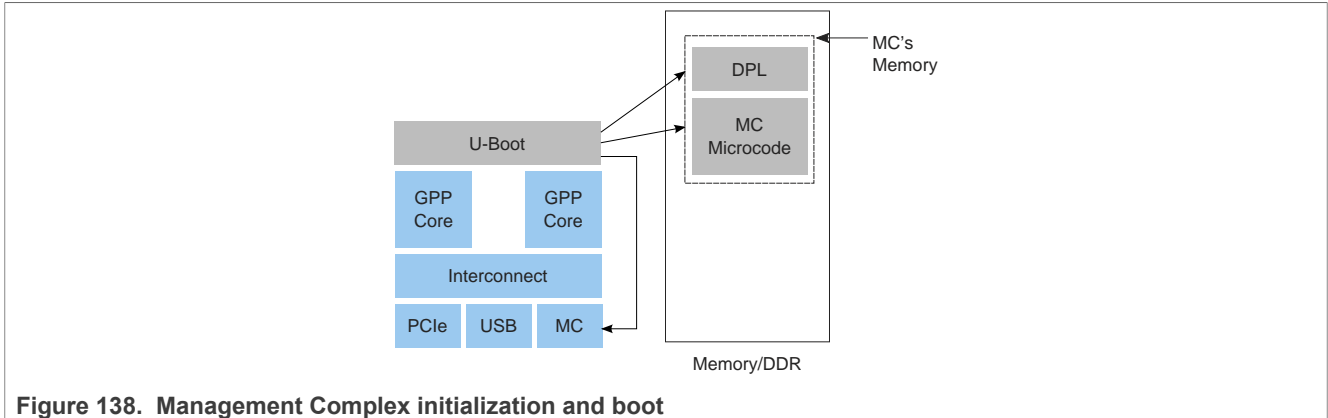 MC's
Memory
DPL
MC
Microcode
U-Boot
GPP
Core
GPP
Core
Interconnect
PCIe
USB
MC
Memory/DDR
Figure 138. Management Complex initialization and boot